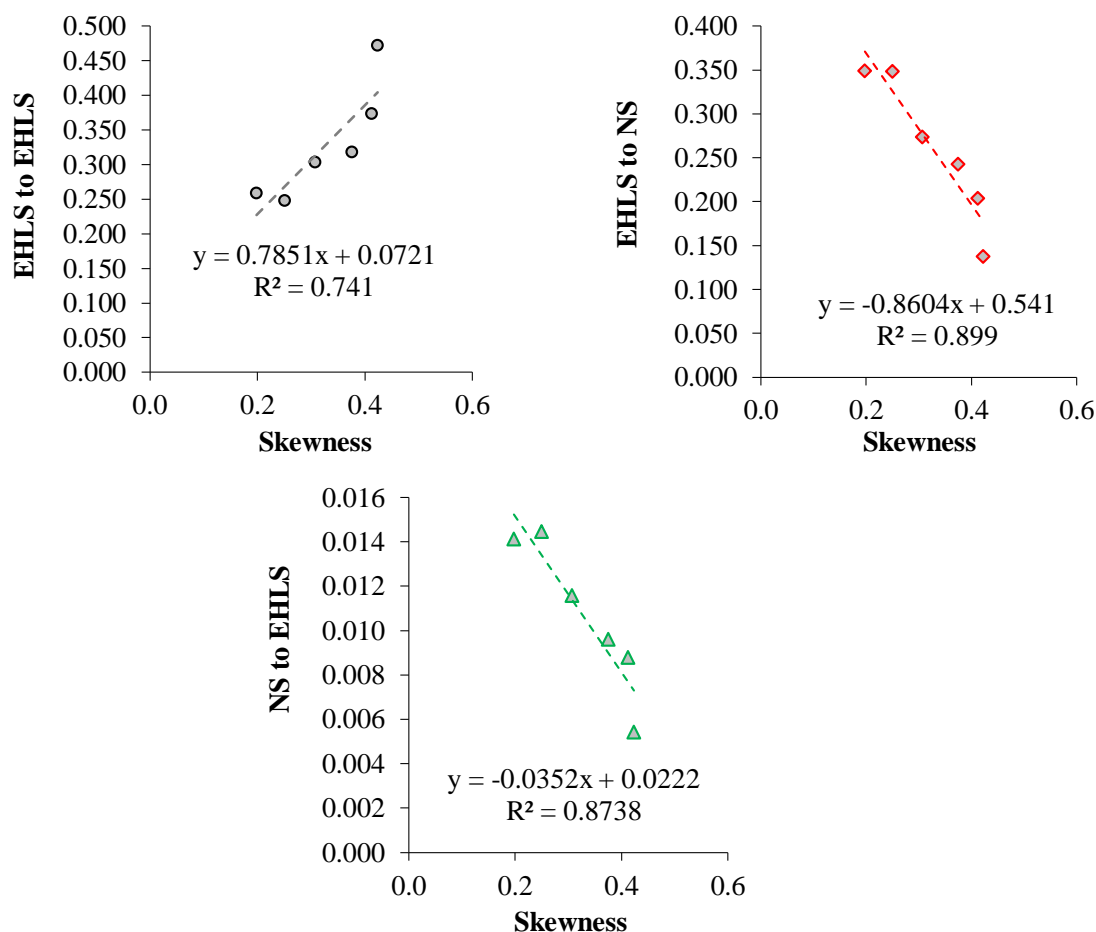 EHLS to EHLS
0.500
0.450
0.400
0.350
0.300
0.250
0.200
0.150
0.100
0.050
0.000
y = 0.7851x + 0.0721
R² = 0.741
0.0 0.2 0.4 0.6
Skewness
EHLS to NS
0.400
0.350
0.300
0.250
0.200
0.150
0.100
0.050
0.000
y = -0.8604x + 0.541
R² = 0.899
0.0 0.2 0.4 0.6
Skewness
NS to EHLS
0.016
0.014
0.012
0.010
0.008
0.006
0.004
0.002
0.000
y = -0.0352x + 0.0222
R² = 0.8738
0.0 0.2 0.4 0.6
Skewness